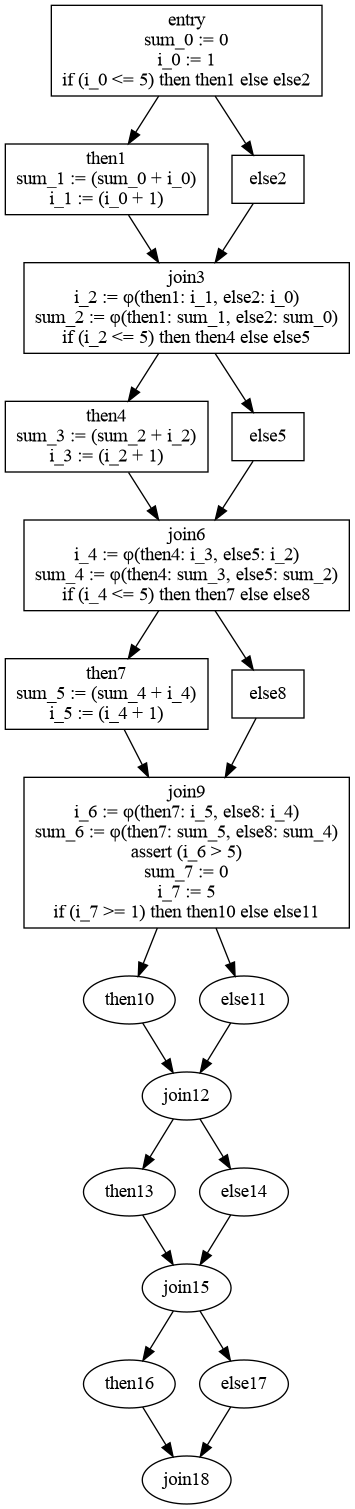 entry
sum_0 := 0
i_0 := 1
if (i_0 <= 5) then then1 else else2
then1
sum_1 := (sum_0 + i_0)
i_1 := (i_0 + 1)
else2
join3
i_2 := φ(then1: i_1, else2: i_0)
sum_2 := φ(then1: sum_1, else2: sum_0)
if (i_2 <= 5) then then4 else else5
then4
sum_3 := (sum_2 + i_2)
i_3 := (i_2 + 1)
else5
join6
i_4 := φ(then4: i_3, else5: i_2)
sum_4 := φ(then4: sum_3, else5: sum_2)
if (i_4 <= 5) then then7 else else8
then7
sum_5 := (sum_4 + i_4)
i_5 := (i_4 + 1)
else8
join9
i_6 := φ(then7: i_5, else8: i_4)
sum_6 := φ(then7: sum_5, else8: sum_4)
assert (i_6 > 5)
sum_7 := 0
i_7 := 5
if (i_7 >= 1) then then10 else else11
then10
else11
join12
then13
else14
join15
then16
else17
join18